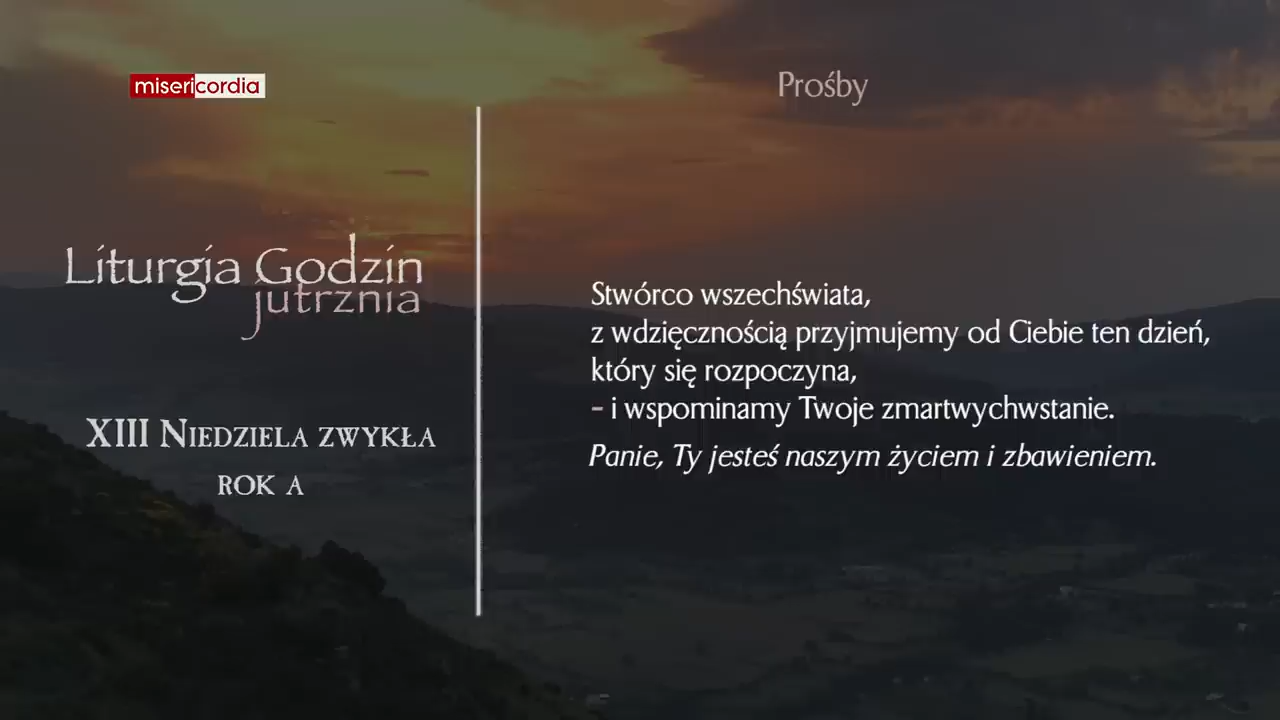 misericordia
Liturgia Godzin
jutrznia
XIII Niedziela zwykła
rok A
Prośby
Stwórco wszechświata,
z wdzięcznością przyjmujemy od Ciebie ten dzień,
który się rozpoczyna,
- i wspominamy Twoje zmartwychwstanie.
Panie, Ty jesteś naszym życiem i zbawieniem.